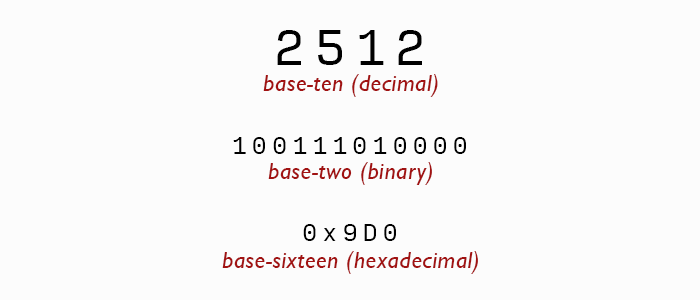 2512
base-ten (decimal)
100111010000
base-two (binary)
0x9D0
base-sixteen (hexadecimal)